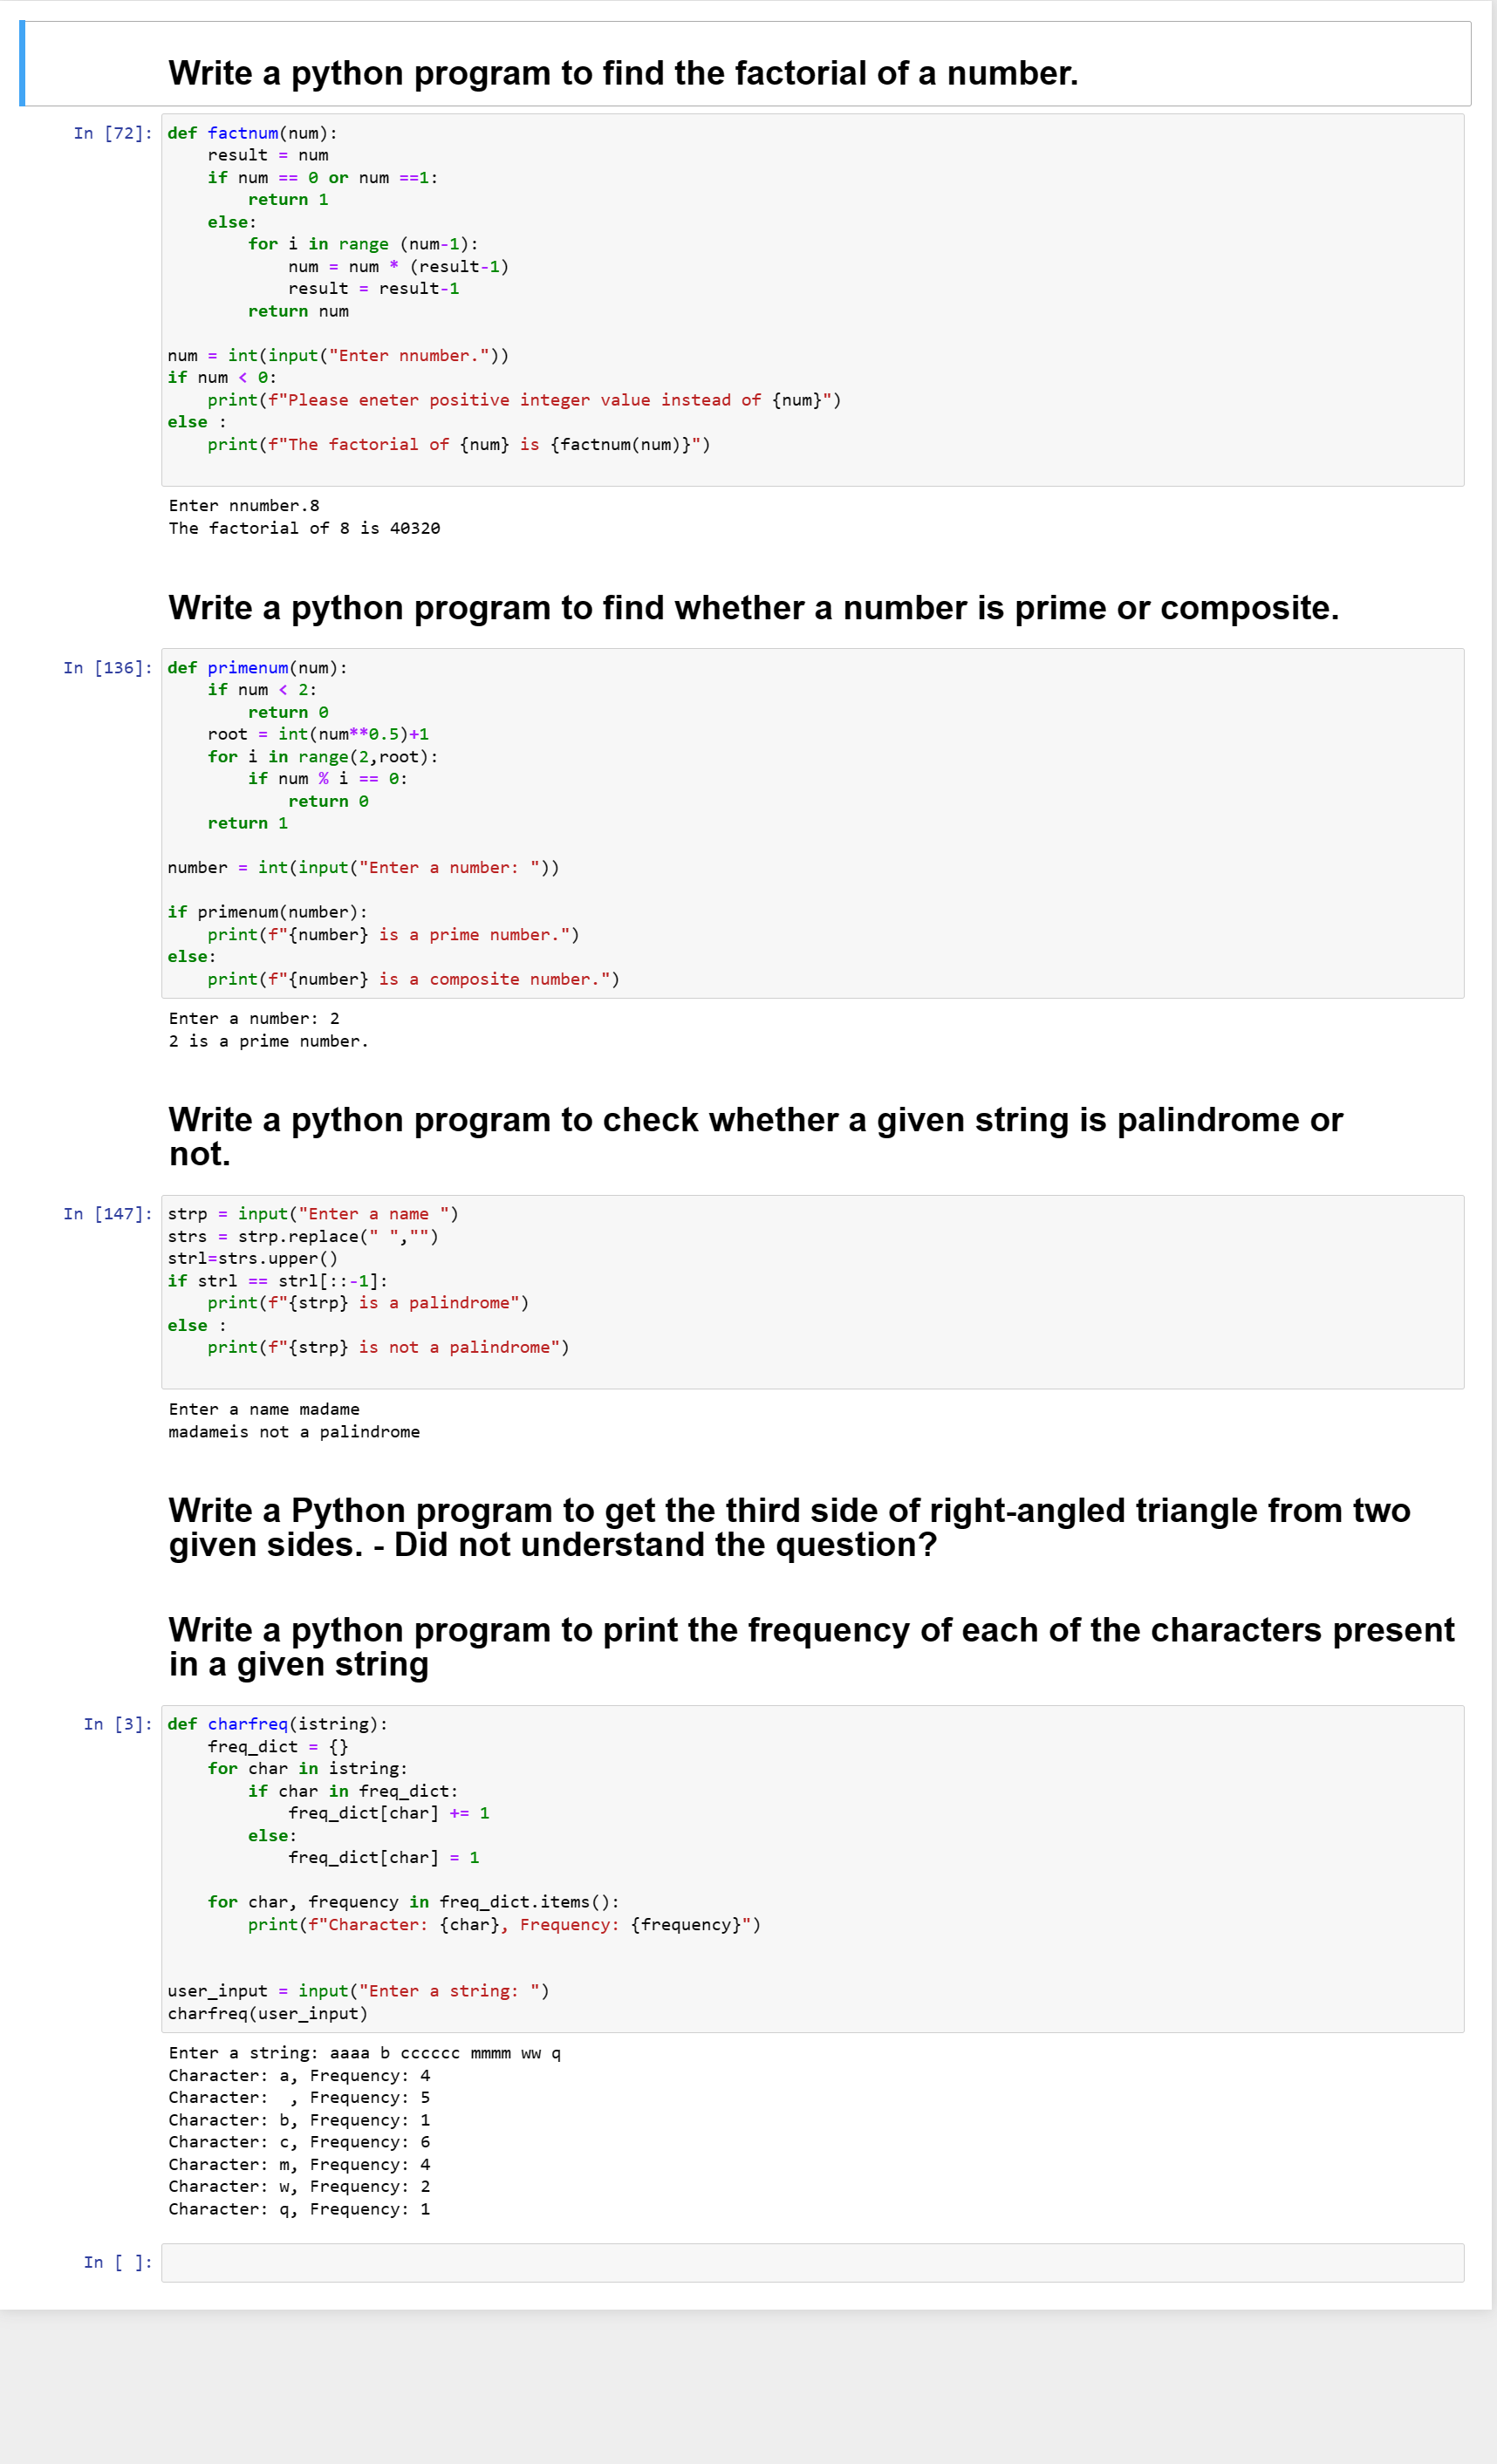 Write a python program to find the factorial of a number.
In [72]:
def factnum(num):
    result = num
    if num == 0 or num ==1:
        return 1
    else:
        for i in range (num-1):
            num = num * (result-1)
            result = result-1
        return num

num = int(input("Enter nnumber."))
if num < 0:
    print(f"Please eneter positive integer value instead of {num}")
else :
    print(f"The factorial of {num} is {factnum(num)}")
Enter nnumber.8
The factorial of 8 is 40320
Write a python program to find whether a number is prime or composite.
In [136]:
def primenum(num):
    if num < 2:
        return 0
    root = int(num**0.5)+1
    for i in range(2,root):
        if num % i == 0:
            return 0
    return 1

number = int(input("Enter a number: "))

if primenum(number):
    print(f"{number} is a prime number.")
else:
    print(f"{number} is a composite number.")
Enter a number: 2
2 is a prime number.
Write a python program to check whether a given string is palindrome or
not.
In [147]:
strp = input("Enter a name ")
strs = strp.replace(" ","")
strl=strs.upper()
if strl == strl[::-1]:
    print(f"{strp} is a palindrome")
else :
    print(f"{strp} is not a palindrome")
Enter a name madame
madameis not a palindrome
Write a Python program to get the third side of right-angled triangle from two
given sides. - Did not understand the question?
Write a python program to print the frequency of each of the characters present
in a given string
In [3]:
def charfreq(istring):
    freq_dict = {}
    for char in istring:
        if char in freq_dict:
            freq_dict[char] += 1
        else:
            freq_dict[char] = 1

    for char, frequency in freq_dict.items():
        print(f"Character: {char}, Frequency: {frequency}")


user_input = input("Enter a string: ")
charfreq(user_input)
Enter a string: aaaa b cccccc mmmm ww q
Character: a, Frequency: 4
Character:  , Frequency: 5
Character: b, Frequency: 1
Character: c, Frequency: 6
Character: m, Frequency: 4
Character: w, Frequency: 2
Character: q, Frequency: 1
In [ ]: